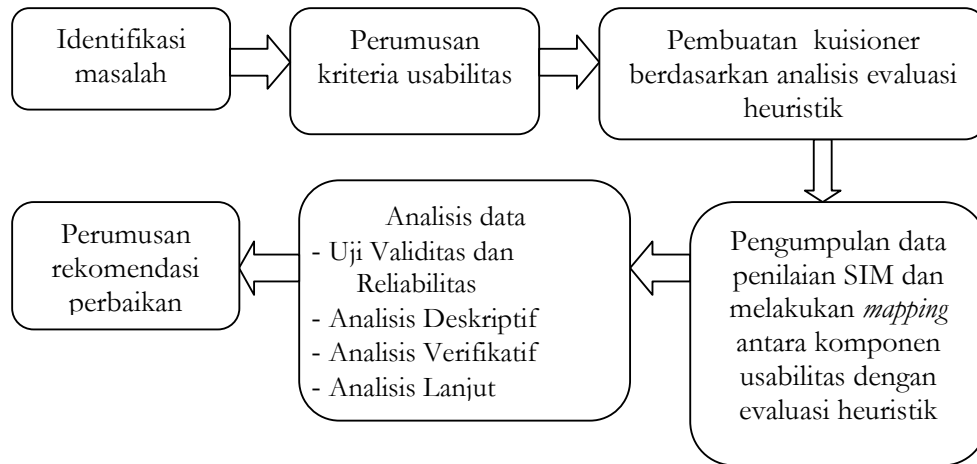 Identifikasi
masalah
Perumusan
kriteria usabilitas
Pembuatan kuisioner
berdasarkan analisis evaluasi
heuristik
Pengumpulan data
penilaian SIM dan
melakukan mapping
antara komponen
usabilitas dengan
evaluasi heuristik
Analisis data
- Uji Validitas dan
Reliabilitas
- Analisis Deskriptif
- Analisis Verifikatif
- Analisis Lanjut
Perumusan
rekomendasi
perbaikan